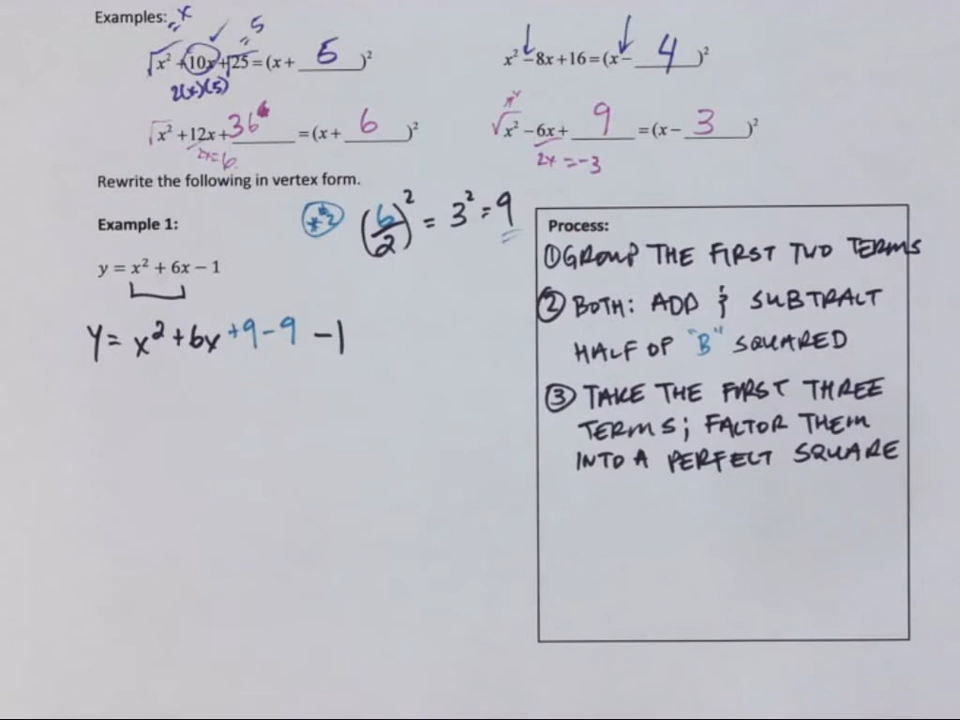 Examples: x
✓ 5
√x² + 10x + √25 = (x + 5)²
2(x)(5)
x² − 8x + 16 = (x − 4)²
√x² + 12x + 36 = (x + 6)²
2x = 6
√x² − 6x + 9 = (x − 3)²
2x = −3
Rewrite the following in vertex form.
Example 1:
(6/2)² = 3² = 9
y = x² + 6x − 1
y = x² + 6x + 9 − 9 − 1
Process:
① GROUP THE FIRST TWO TERMS
② BOTH: ADD & SUBTRACT
HALF OF "B" SQUARED
③ TAKE THE FIRST THREE
TERMS; FACTOR THEM
INTO A PERFECT SQUARE